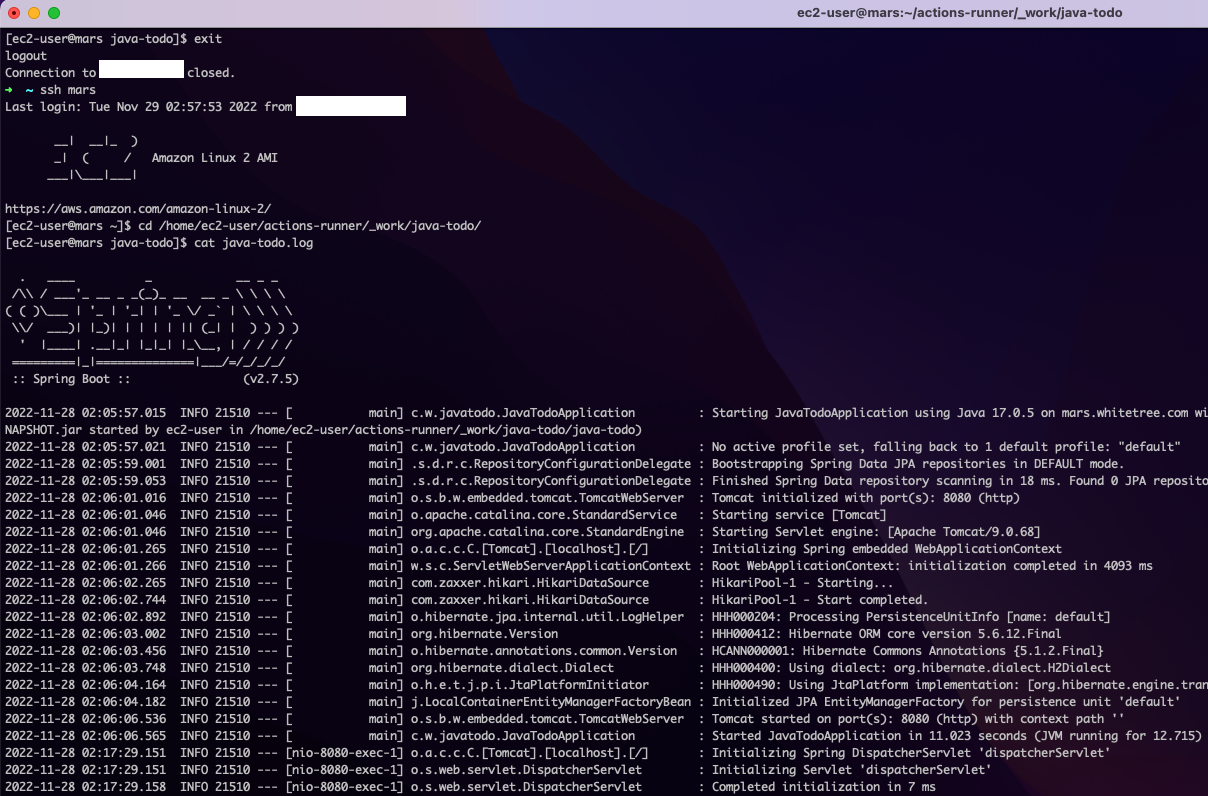 ec2-user@mars:~/actions-runner/_work/java-todo
[ec2-user@mars java-todo]$ exit
logout
Connection to closed.
➜  ~ ssh mars
Last login: Tue Nov 29 02:57:53 2022 from

       __|  __|_  )
       _|  (     /   Amazon Linux 2 AMI
      ___|\___|___|

https://aws.amazon.com/amazon-linux-2/
[ec2-user@mars ~]$ cd /home/ec2-user/actions-runner/_work/java-todo/
[ec2-user@mars java-todo]$ cat java-todo.log

  .   ____          _            __ _ _
 /\\ / ___'_ __ _ _(_)_ __  __ _ \ \ \ \
( ( )\___ | '_ | '_| | '_ \/ _` | \ \ \ \
 \\/  ___)| |_)| | | | | || (_| |  ) ) ) )
  '  |____| .__|_| |_|_| |_\__, | / / / /
 =========|_|==============|___/=/_/_/_/
 :: Spring Boot ::                (v2.7.5)

2022-11-28 02:05:57.015  INFO 21510 --- [           main] c.w.javatodo.JavaTodoApplication         : Starting JavaTodoApplication using Java 17.0.5 on mars.whitetree.com wi
NAPSHOT.jar started by ec2-user in /home/ec2-user/actions-runner/_work/java-todo/java-todo)
2022-11-28 02:05:57.021  INFO 21510 --- [           main] c.w.javatodo.JavaTodoApplication         : No active profile set, falling back to 1 default profile: "default"
2022-11-28 02:05:59.001  INFO 21510 --- [           main] .s.d.r.c.RepositoryConfigurationDelegate : Bootstrapping Spring Data JPA repositories in DEFAULT mode.
2022-11-28 02:05:59.053  INFO 21510 --- [           main] .s.d.r.c.RepositoryConfigurationDelegate : Finished Spring Data repository scanning in 18 ms. Found 0 JPA reposito
2022-11-28 02:06:01.016  INFO 21510 --- [           main] o.s.b.w.embedded.tomcat.TomcatWebServer  : Tomcat initialized with port(s): 8080 (http)
2022-11-28 02:06:01.046  INFO 21510 --- [           main] o.apache.catalina.core.StandardService   : Starting service [Tomcat]
2022-11-28 02:06:01.046  INFO 21510 --- [           main] org.apache.catalina.core.StandardEngine  : Starting Servlet engine: [Apache Tomcat/9.0.68]
2022-11-28 02:06:01.265  INFO 21510 --- [           main] o.a.c.c.C.[Tomcat].[localhost].[/]       : Initializing Spring embedded WebApplicationContext
2022-11-28 02:06:01.266  INFO 21510 --- [           main] w.s.c.ServletWebServerApplicationContext : Root WebApplicationContext: initialization completed in 4093 ms
2022-11-28 02:06:02.265  INFO 21510 --- [           main] com.zaxxer.hikari.HikariDataSource       : HikariPool-1 - Starting...
2022-11-28 02:06:02.744  INFO 21510 --- [           main] com.zaxxer.hikari.HikariDataSource       : HikariPool-1 - Start completed.
2022-11-28 02:06:02.892  INFO 21510 --- [           main] o.hibernate.jpa.internal.util.LogHelper  : HHH000204: Processing PersistenceUnitInfo [name: default]
2022-11-28 02:06:03.002  INFO 21510 --- [           main] org.hibernate.Version                    : HHH000412: Hibernate ORM core version 5.6.12.Final
2022-11-28 02:06:03.456  INFO 21510 --- [           main] o.hibernate.annotations.common.Version   : HCANN000001: Hibernate Commons Annotations {5.1.2.Final}
2022-11-28 02:06:03.748  INFO 21510 --- [           main] org.hibernate.dialect.Dialect            : HHH000400: Using dialect: org.hibernate.dialect.H2Dialect
2022-11-28 02:06:04.164  INFO 21510 --- [           main] o.h.e.t.j.p.i.JtaPlatformInitiator       : HHH000490: Using JtaPlatform implementation: [org.hibernate.engine.tran
2022-11-28 02:06:04.182  INFO 21510 --- [           main] j.LocalContainerEntityManagerFactoryBean : Initialized JPA EntityManagerFactory for persistence unit 'default'
2022-11-28 02:06:06.536  INFO 21510 --- [           main] o.s.b.w.embedded.tomcat.TomcatWebServer  : Tomcat started on port(s): 8080 (http) with context path ''
2022-11-28 02:06:06.565  INFO 21510 --- [           main] c.w.javatodo.JavaTodoApplication         : Started JavaTodoApplication in 11.023 seconds (JVM running for 12.715)
2022-11-28 02:17:29.151  INFO 21510 --- [nio-8080-exec-1] o.a.c.c.C.[Tomcat].[localhost].[/]       : Initializing Spring DispatcherServlet 'dispatcherServlet'
2022-11-28 02:17:29.151  INFO 21510 --- [nio-8080-exec-1] o.s.web.servlet.DispatcherServlet        : Initializing Servlet 'dispatcherServlet'
2022-11-28 02:17:29.158  INFO 21510 --- [nio-8080-exec-1] o.s.web.servlet.DispatcherServlet        : Completed initialization in 7 ms